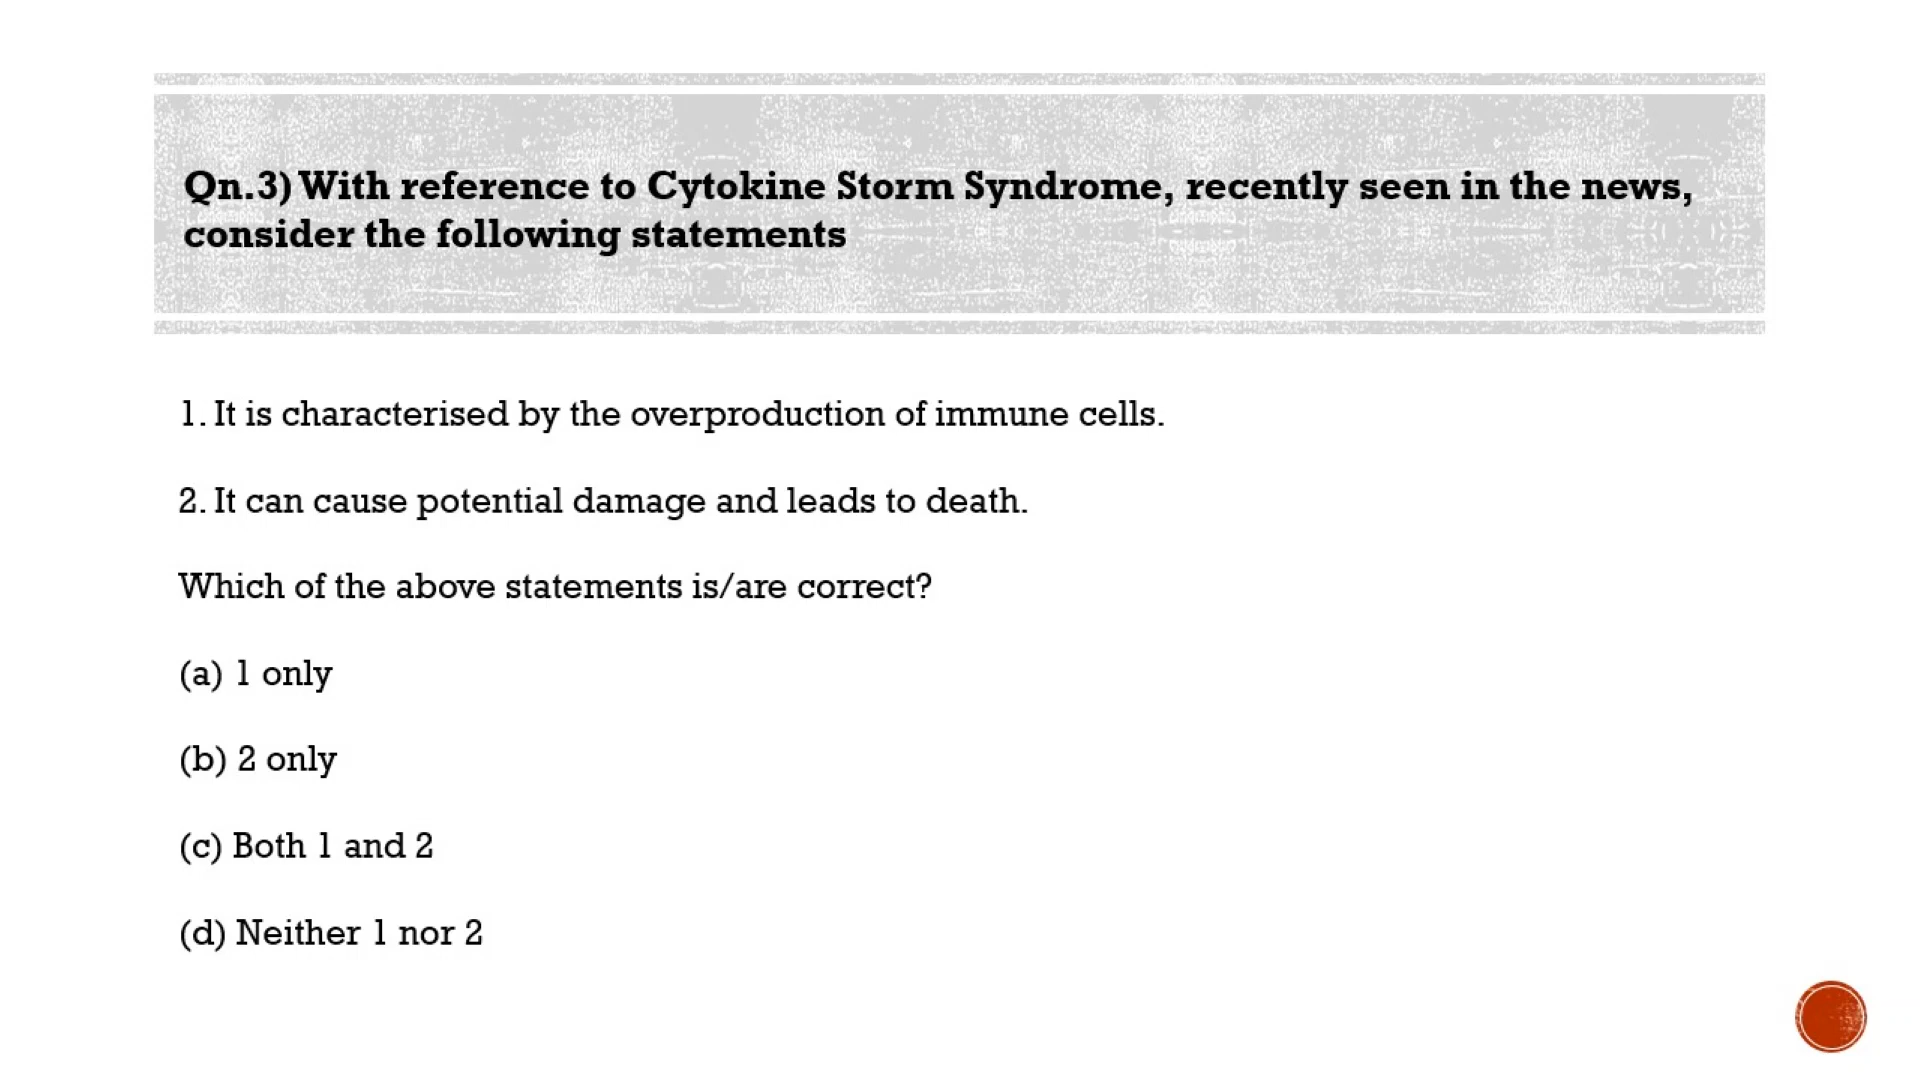 Qn.3) With reference to Cytokine Storm Syndrome, recently seen in the news,
consider the following statements
1. It is characterised by the overproduction of immune cells.
2. It can cause potential damage and leads to death.
Which of the above statements is/are correct?
(a) 1 only
(b) 2 only
(c) Both 1 and 2
(d) Neither 1 nor 2